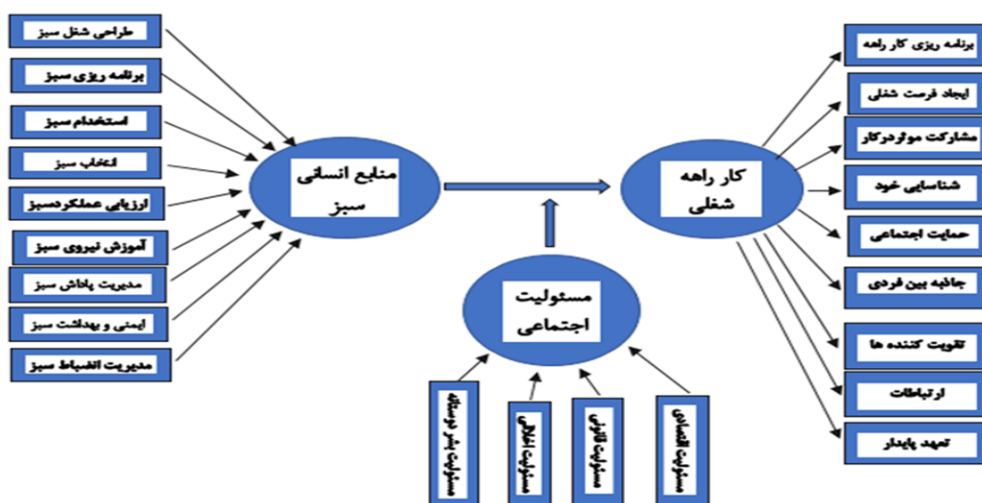 طراحی شغل سبز
برنامه ریزی سبز
استخدام سبز
انتخاب سبز
ارزیابی عملکردسبز
آموزش نیروی سبز
مدیریت پاداش سبز
ایمنی و بهداشت سبز
مدیریت انضباط سبز
منابع انسانی
سبز
مسئولیت
اجتماعی
مسئولیت بشر دوستانه
مسئولیت اخلاقی
مسئولیت قانونی
مسئولیت اقتصادی
کار راهه
شغلی
برنامه ریزی کار راهه
ایجاد فرصت شغلی
مشارکت موثردرکار
شناسایی خود
حمایت اجتماعی
جاذبه بین فردی
تقویت کننده ها
ارتباطات
تعهد پایدار